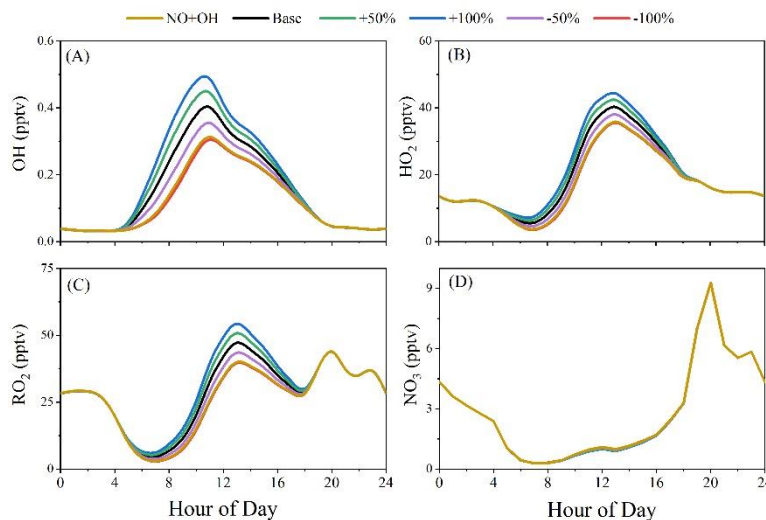 NO+OH Base +50% +100% -50% -100%
(A) (B)
0.6
0.4
0.2
0.0
OH (pptv)
60
40
20
0
HO₂ (pptv)
(C) (D)
75
50
25
0
RO₂ (pptv)
9
6
3
0
NO₃ (pptv)
0 4 8 12 16 20 24
0 4 8 12 16 20 24
Hour of Day Hour of Day